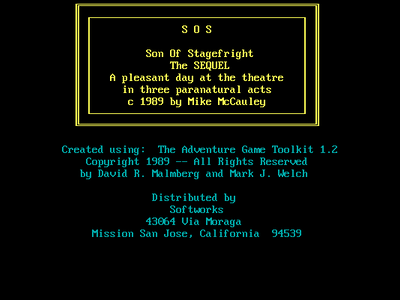 S O S
Son Of Stagefright
The SEQUEL
A pleasant day at the theatre
in three paranatural acts
c 1989 by Mike McCauley
Created using:  The Adventure Game Toolkit 1.2
Copyright 1989 -- All Rights Reserved
by David R. Malmberg and Mark J. Welch
Distributed by
Softworks
43064 Via Moraga
Mission San Jose, California  94539